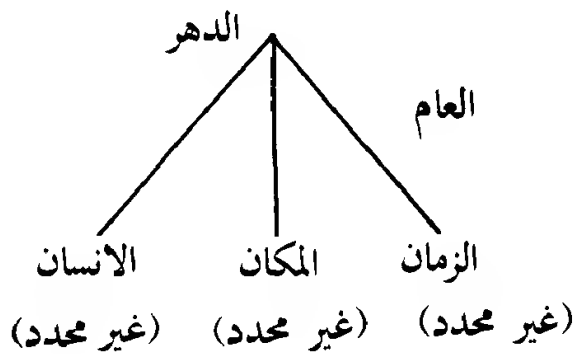 الدهر
العام
الزمان المكان الانسان
(غير محدد) (غير محدد) (غير محدد)